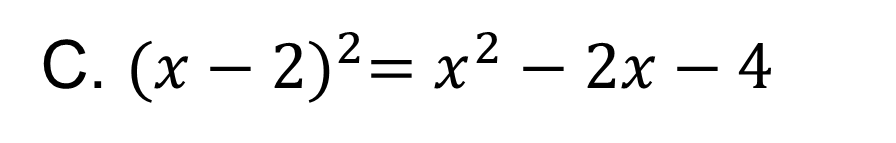 C. (x − 2)²= x² − 2x − 4